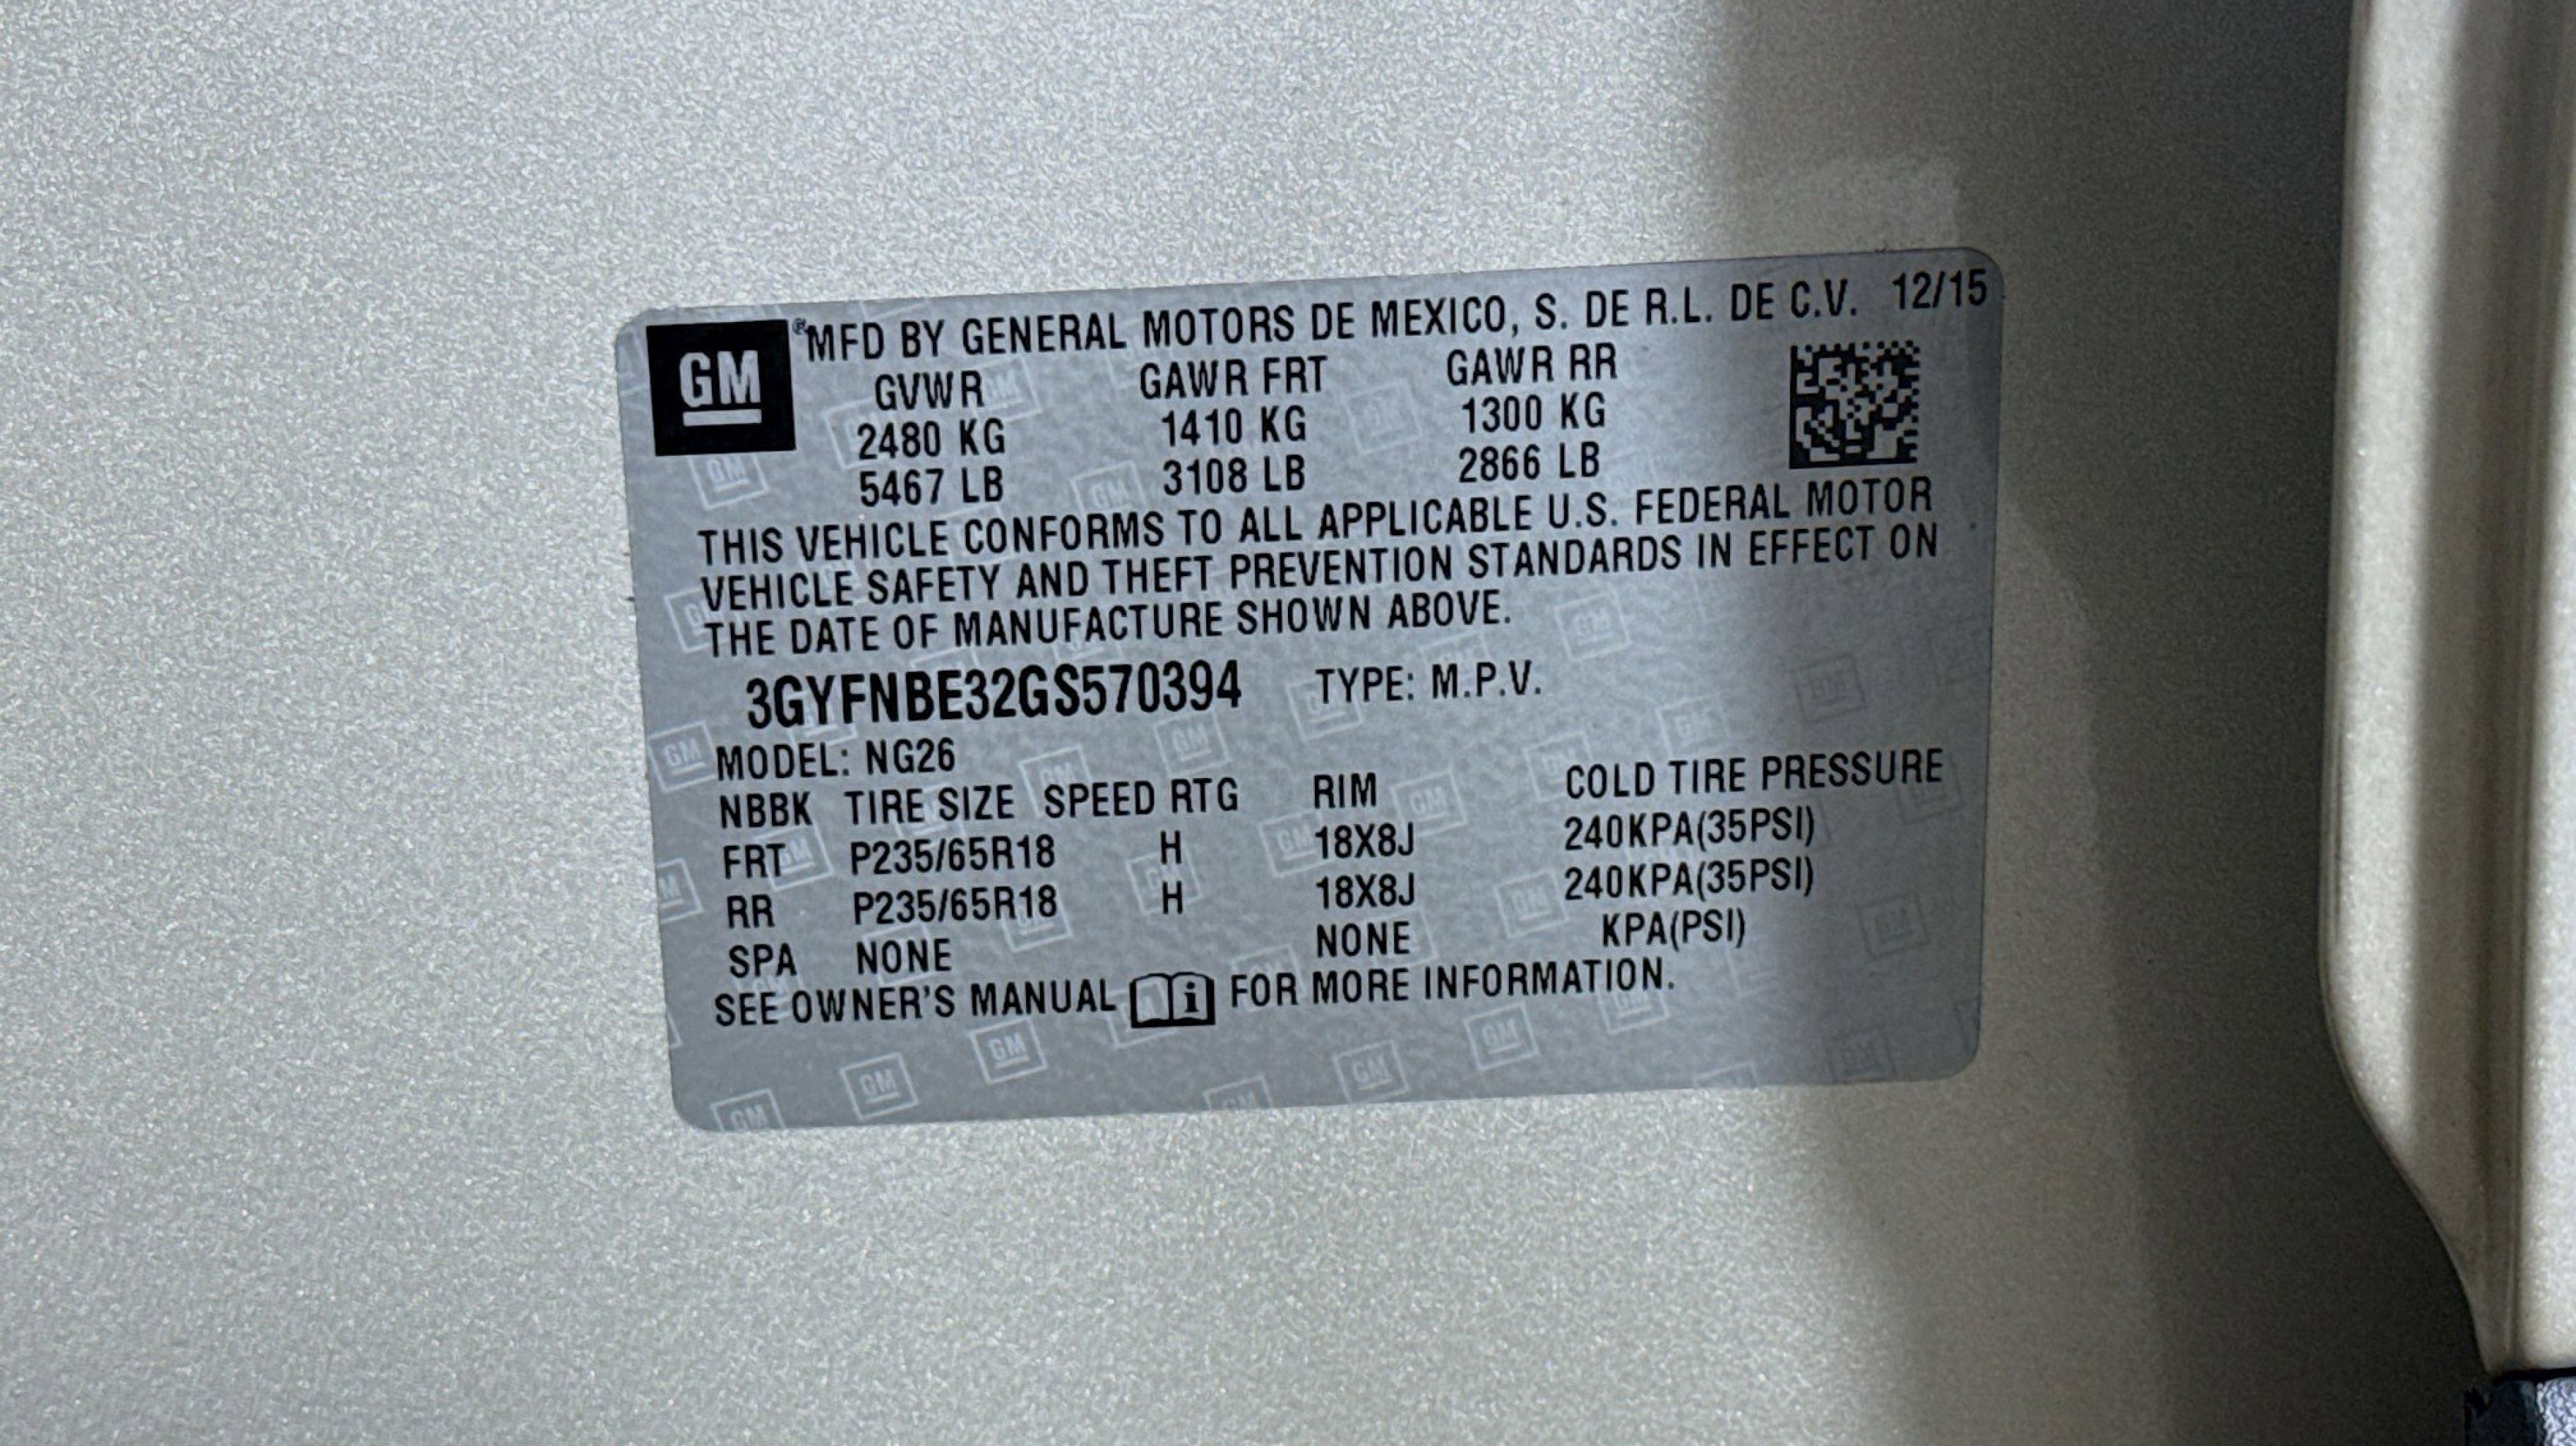 GM ® MFD BY GENERAL MOTORS DE MEXICO, S. DE R.L. DE C.V. 12/15
GVWR GAWR FRT GAWR RR
2480 KG 1410 KG 1300 KG
5467 LB 3108 LB 2866 LB
THIS VEHICLE CONFORMS TO ALL APPLICABLE U.S. FEDERAL MOTOR
VEHICLE SAFETY AND THEFT PREVENTION STANDARDS IN EFFECT ON
THE DATE OF MANUFACTURE SHOWN ABOVE.
3GYFNBE32GS570394 TYPE: M.P.V.
MODEL: NG26
NBBK TIRE SIZE SPEED RTG RIM COLD TIRE PRESSURE
FRT P235/65R18 H 18X8J 240KPA(35PSI)
RR P235/65R18 H 18X8J 240KPA(35PSI)
SPA NONE NONE KPA(PSI)
SEE OWNER'S MANUAL i FOR MORE INFORMATION.